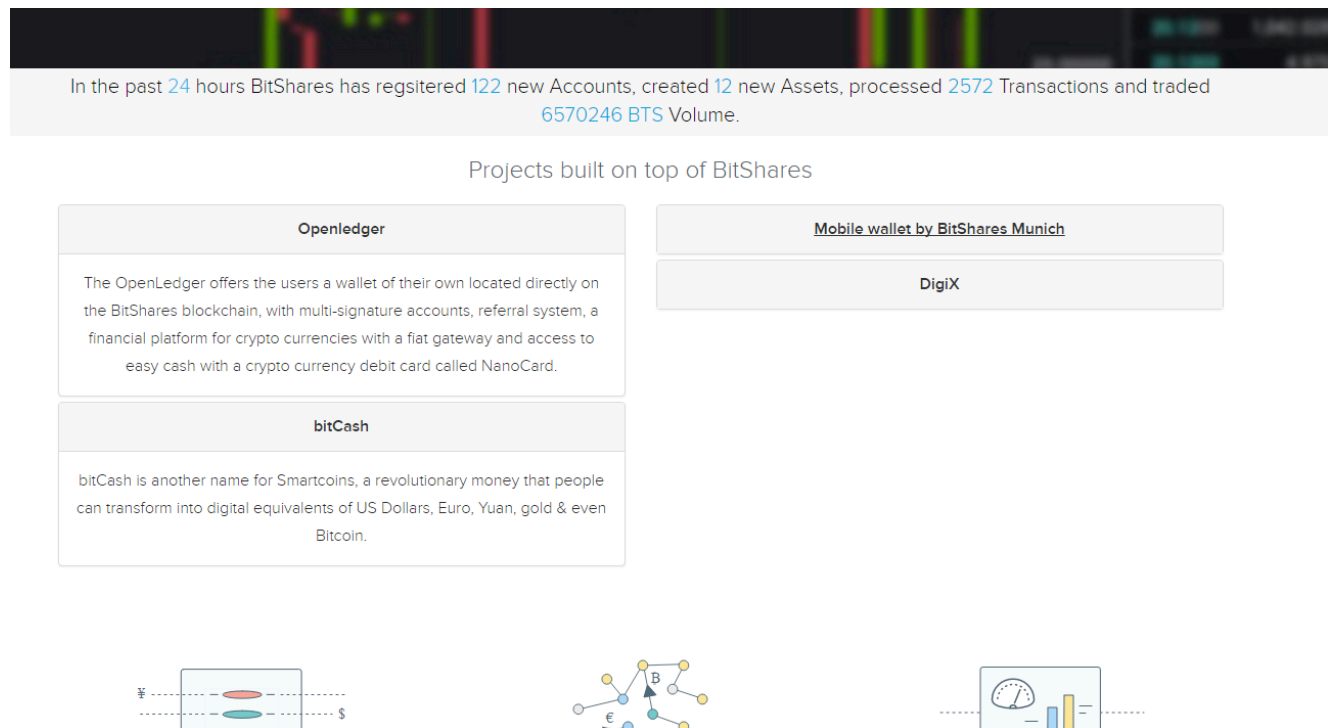 In the past 24 hours BitShares has regsitered 122 new Accounts, created 12 new Assets, processed 2572 Transactions and traded
6570246 BTS Volume.
Projects built on top of BitShares
Openledger
The OpenLedger offers the users a wallet of their own located directly on
the BitShares blockchain, with multi-signature accounts, referral system, a
financial platform for crypto currencies with a fiat gateway and access to
easy cash with a crypto currency debit card called NanoCard.
bitCash
bitCash is another name for Smartcoins, a revolutionary money that people
can transform into digital equivalents of US Dollars, Euro, Yuan, gold & even
Bitcoin.
Mobile wallet by BitShares Munich
DigiX
¥
$
₿
€